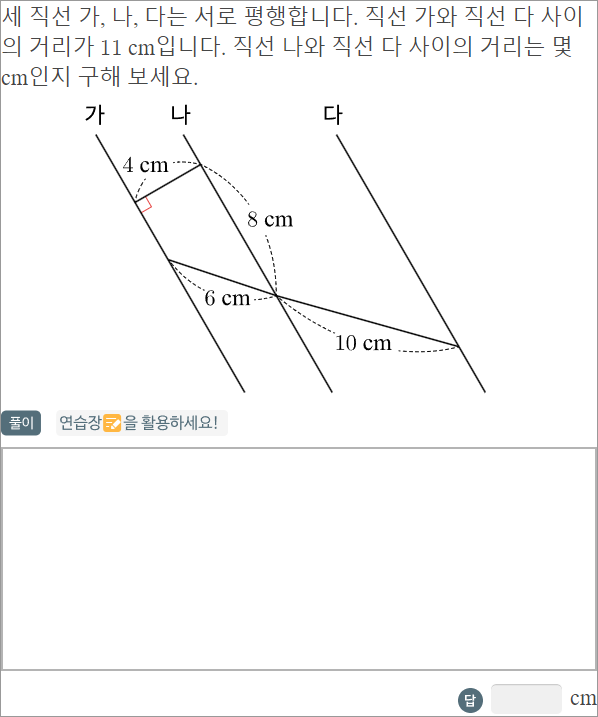 세 직선 가, 나, 다는 서로 평행합니다. 직선 가와 직선 다 사이
의 거리가 11 cm입니다. 직선 나와 직선 다 사이의 거리는 몇
cm인지 구해 보세요.
가 나 다
4 cm
8 cm
6 cm
10 cm
풀이 연습장을 활용하세요!
답 cm